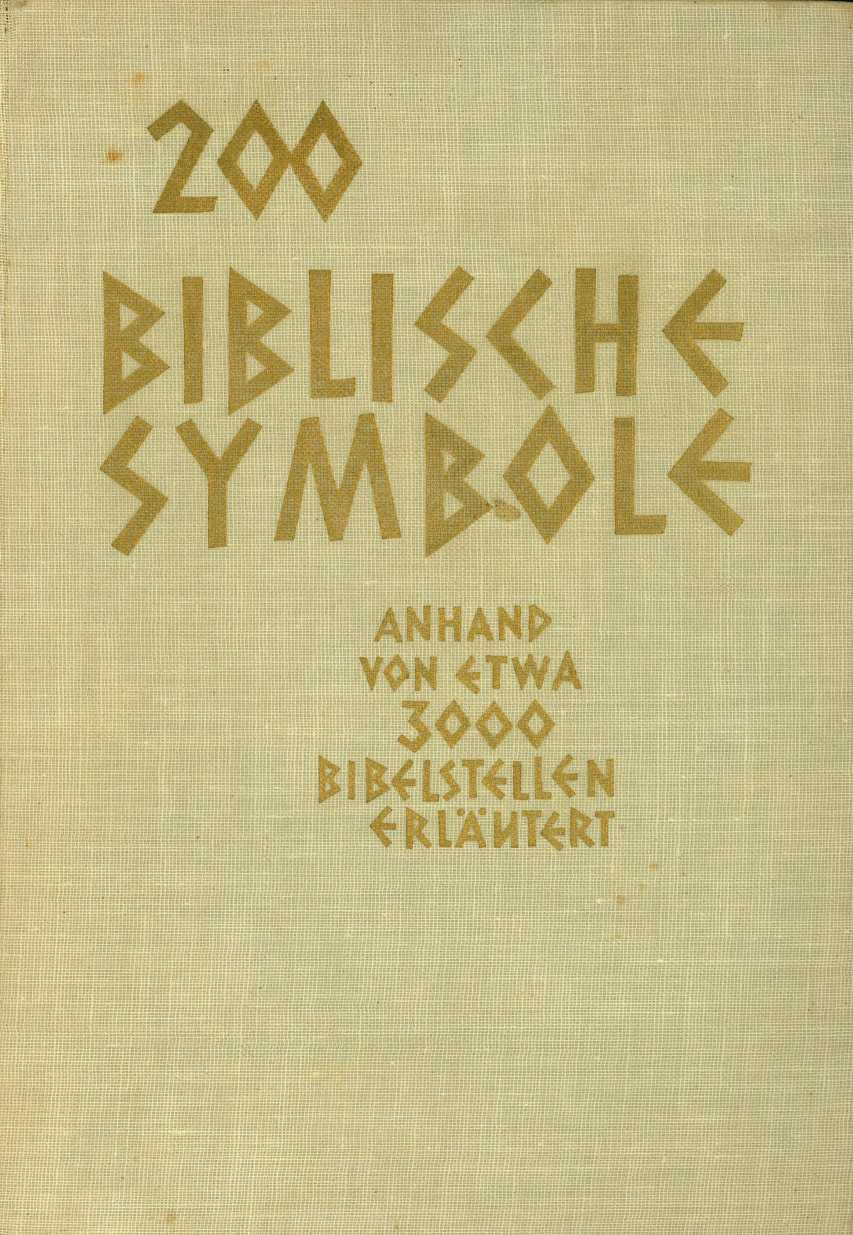 200
BIBLISCHE
SYMBOLE
ANHAND
VON ETWA
3000
BIBELSTELLEN
ERLÄUTERT